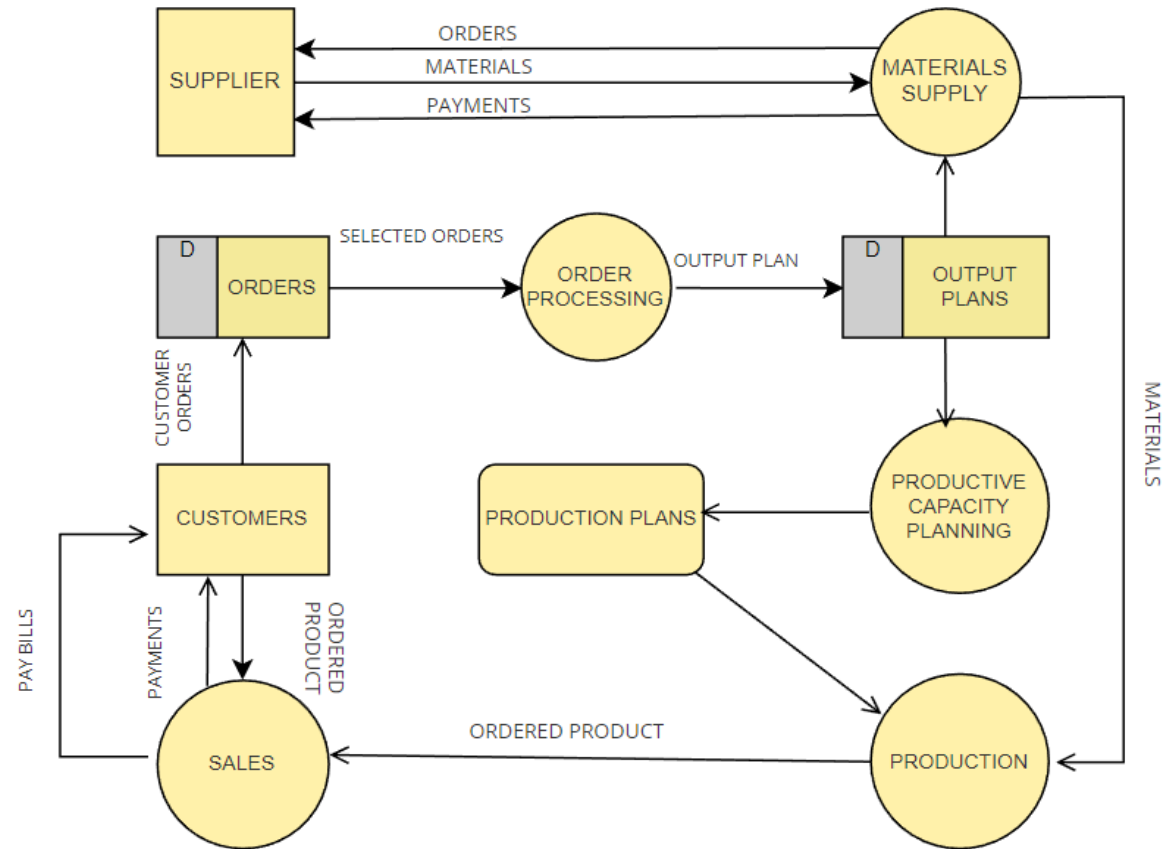 ORDERS
SUPPLIER
MATERIALS
MATERIALS
SUPPLY
PAYMENTS
D
ORDERS
SELECTED ORDERS
ORDER
PROCESSING
OUTPUT PLAN
D
OUTPUT
PLANS
CUSTOMER
ORDERS
MATERIALS
CUSTOMERS
PRODUCTION PLANS
PRODUCTIVE
CAPACITY
PLANNING
PAY BILLS
PAYMENTS
ORDERED
PRODUCT
SALES
ORDERED PRODUCT
PRODUCTION